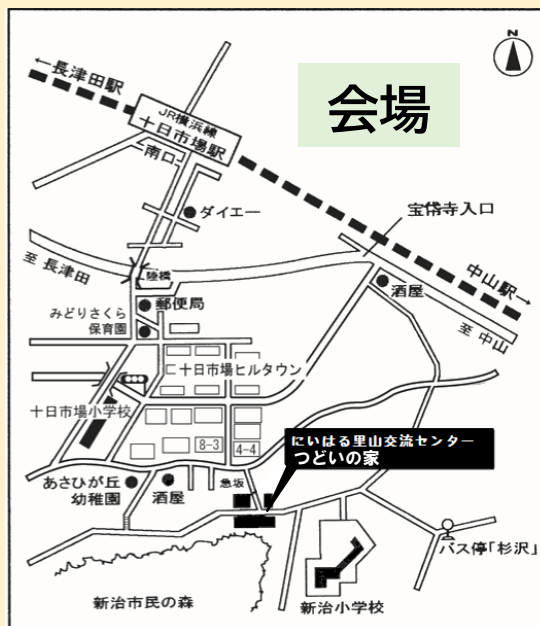 N
←長津田駅
会場
JR横浜線
十日市場駅
南口
ダイエー
宝帒寺入口
至 長津田
陸橋
中山駅→
酒屋
至 中山
みどりさくら
保育園
郵便局
十日市場ヒルタウン
十日市場小学校
8-3
4-4
にいはる里山交流センター
つどいの家
あさひが丘
幼稚園
酒屋
急坂
バス停「杉沢」
新治市民の森
新治小学校